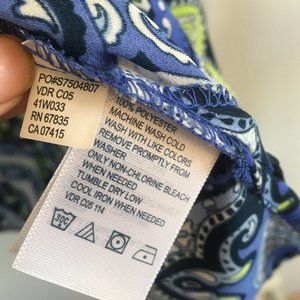 PO#S7504807
VDR C05
41W033
RN 67835
CA 07415
100% POLYESTER
MACHINE WASH COLD
WASH WITH LIKE COLORS
REMOVE PROMPTLY FROM
WASHER
ONLY NON-CHLORINE BLEACH
WHEN NEEDED
TUMBLE DRY LOW
COOL IRON WHEN NEEDED
VDR C05 114
30C